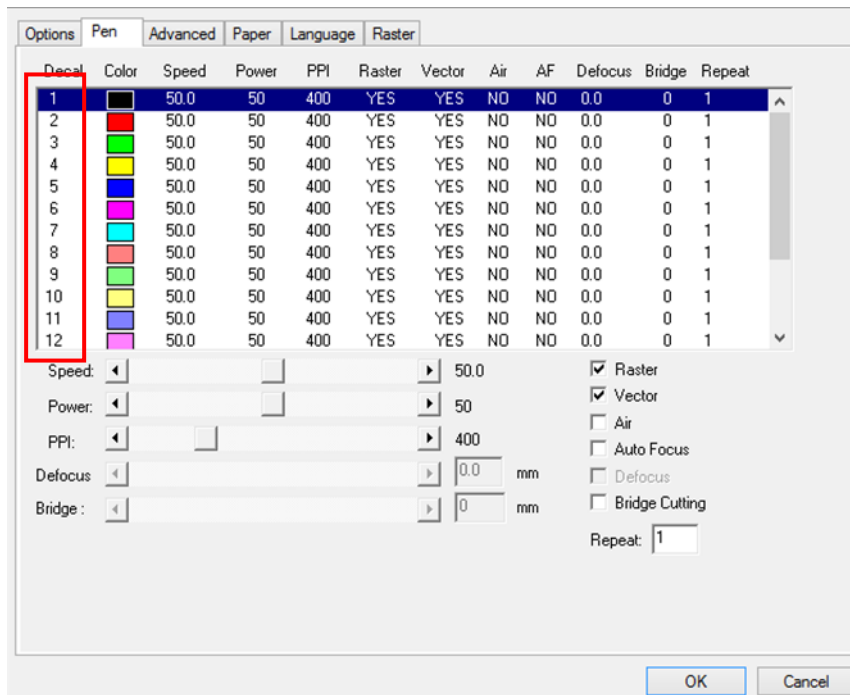 Options Pen Advanced Paper Language Raster
Decal Color Speed Power PPI Raster Vector Air AF Defocus Bridge Repeat
1 50.0 50 400 YES YES NO NO 0.0 0 1
2 50.0 50 400 YES YES NO NO 0.0 0 1
3 50.0 50 400 YES YES NO NO 0.0 0 1
4 50.0 50 400 YES YES NO NO 0.0 0 1
5 50.0 50 400 YES YES NO NO 0.0 0 1
6 50.0 50 400 YES YES NO NO 0.0 0 1
7 50.0 50 400 YES YES NO NO 0.0 0 1
8 50.0 50 400 YES YES NO NO 0.0 0 1
9 50.0 50 400 YES YES NO NO 0.0 0 1
10 50.0 50 400 YES YES NO NO 0.0 0 1
11 50.0 50 400 YES YES NO NO 0.0 0 1
12 50.0 50 400 YES YES NO NO 0.0 0 1
Speed: 50.0
Power: 50
PPI: 400
Defocus 0.0 mm
Bridge : 0 mm
Raster
Vector
Air
Auto Focus
Defocus
Bridge Cutting
Repeat: 1
OK Cancel